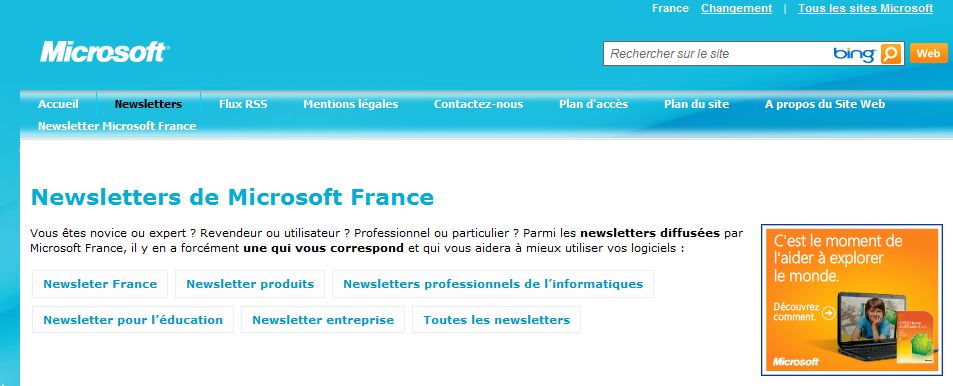 France Changement | Tous les sites Microsoft
Microsoft
Rechercher sur le site bing Web
Accueil Newsletters Flux RSS Mentions légales Contactez-nous Plan d'accès Plan du site A propos du Site Web
Newsletter Microsoft France
Newsletters de Microsoft France
Vous êtes novice ou expert ? Revendeur ou utilisateur ? Professionnel ou particulier ? Parmi les newsletters diffusées par
Microsoft France, il y en a forcément une qui vous correspond et qui vous aidera à mieux utiliser vos logiciels :
Newsleter France Newsletter produits Newsletters professionnels de l’informatiques
Newsletter pour l’éducation Newsletter entreprise Toutes les newsletters
C'est le moment de
l'aider à explorer
le monde.
Découvrez
comment.
Microsoft